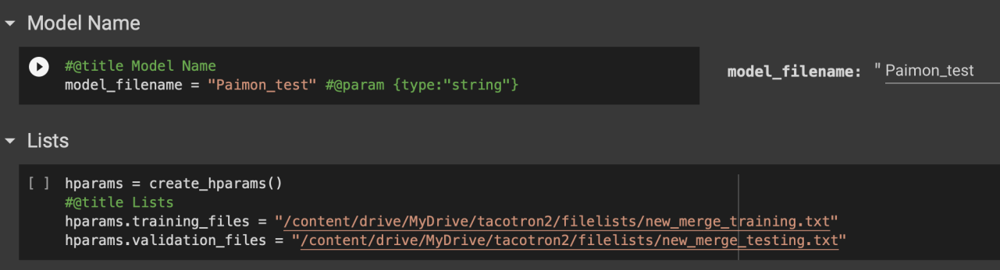 Model Name
#@title Model Name
model_filename = "Paimon_test" #@param {type:"string"}
model_filename: " Paimon_test
Lists
[ ] hparams = create_hparams()
#@title Lists
hparams.training_files = "/content/drive/MyDrive/tacotron2/filelists/new_merge_training.txt"
hparams.validation_files = "/content/drive/MyDrive/tacotron2/filelists/new_merge_testing.txt"